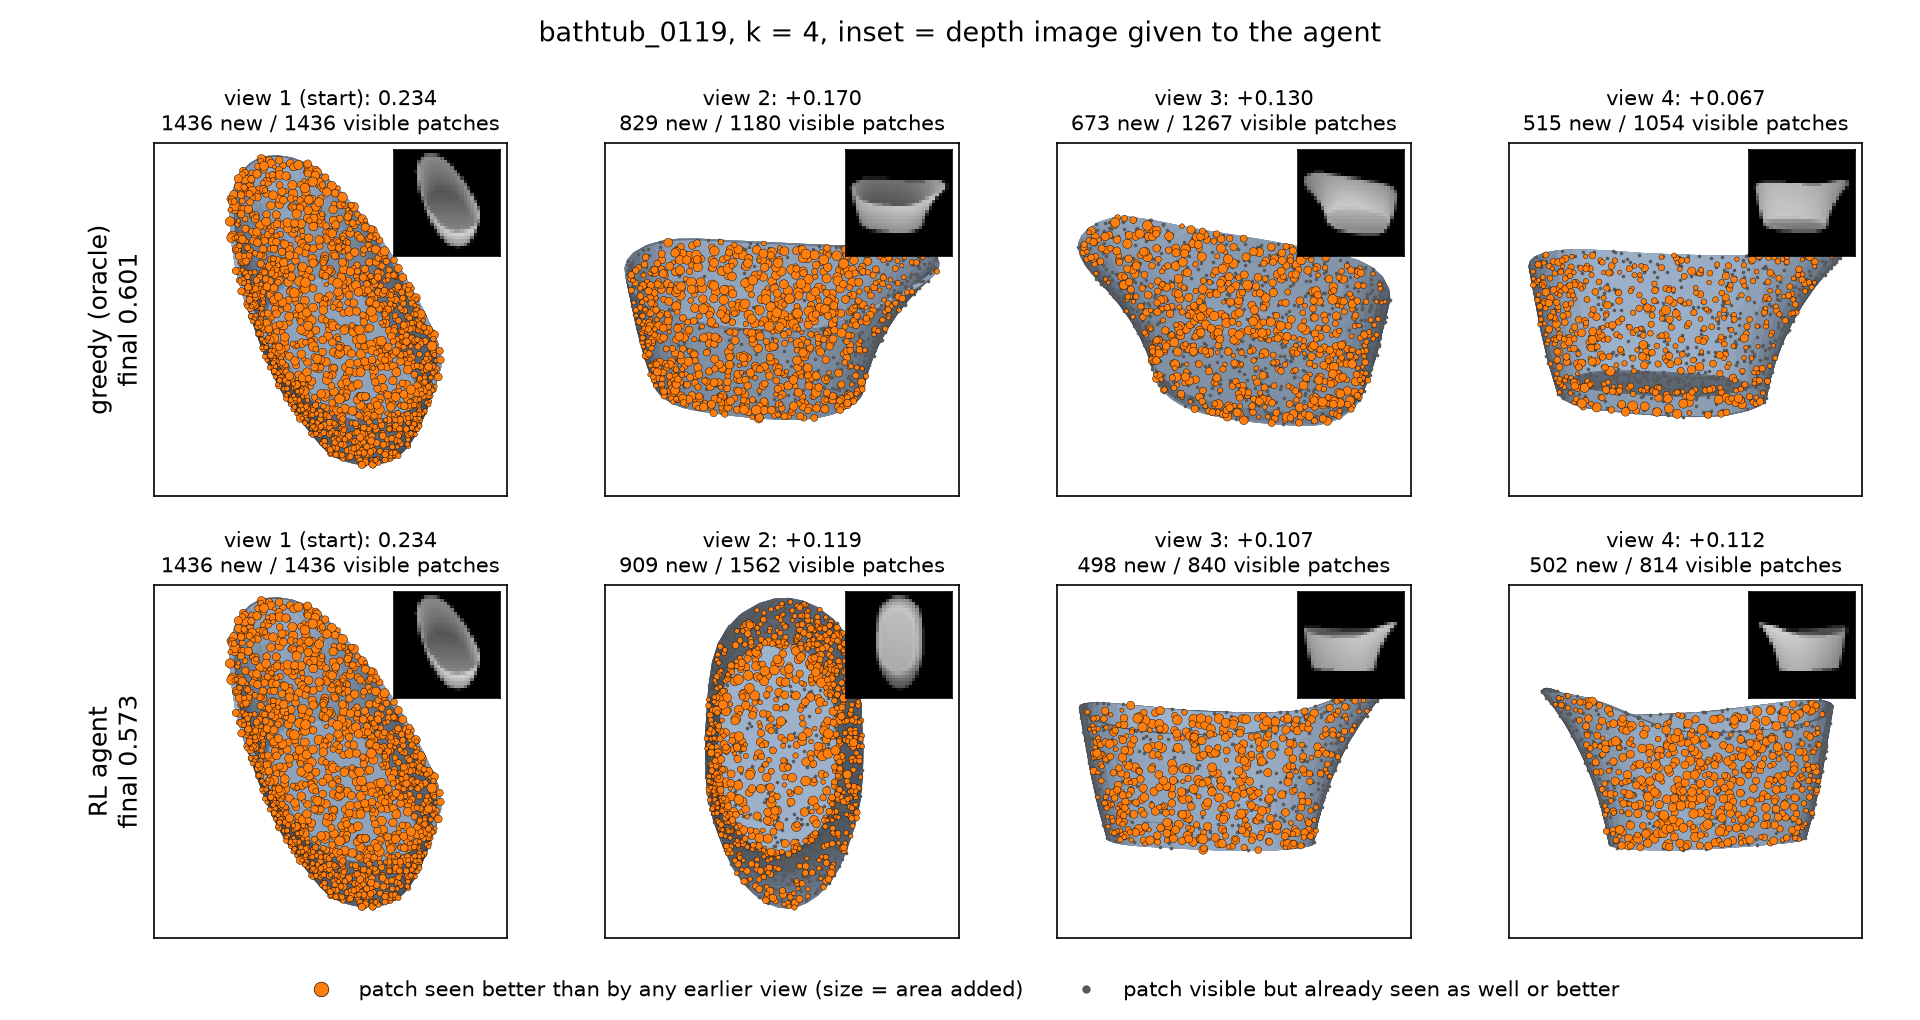 bathtub_0119, k = 4, inset = depth image given to the agent
view 1 (start): 0.234
1436 new / 1436 visible patches
view 2: +0.170
829 new / 1180 visible patches
view 3: +0.130
673 new / 1267 visible patches
view 4: +0.067
515 new / 1054 visible patches
greedy (oracle)
final 0.601
view 1 (start): 0.234
1436 new / 1436 visible patches
view 2: +0.119
909 new / 1562 visible patches
view 3: +0.107
498 new / 840 visible patches
view 4: +0.112
502 new / 814 visible patches
RL agent
final 0.573
patch seen better than by any earlier view (size = area added)
patch visible but already seen as well or better